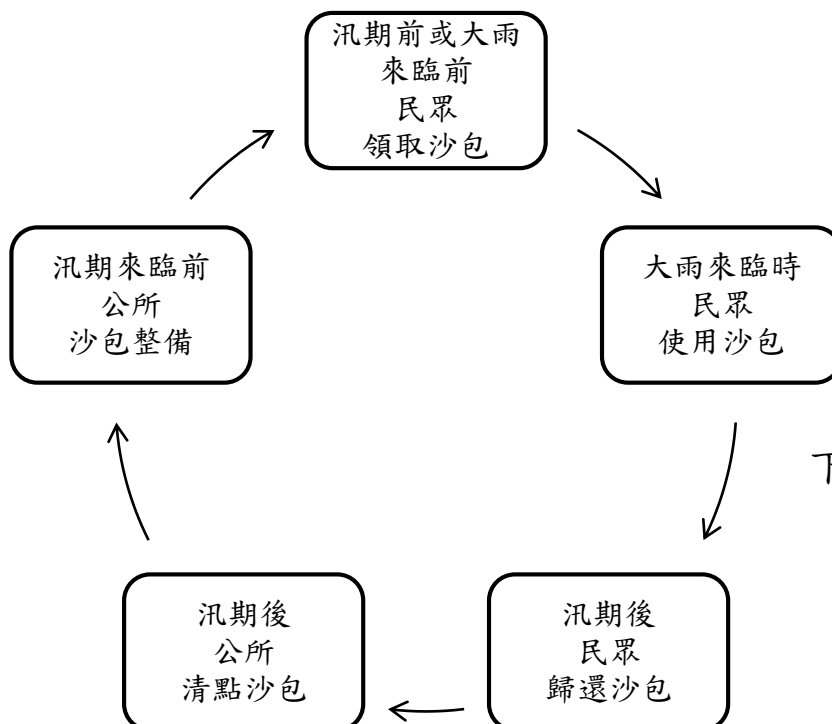 汛期前或大雨
來臨前
民眾
領取沙包
大雨來臨時
民眾
使用沙包
汛期後
民眾
歸還沙包
汛期後
公所
清點沙包
汛期來臨前
公所
沙包整備